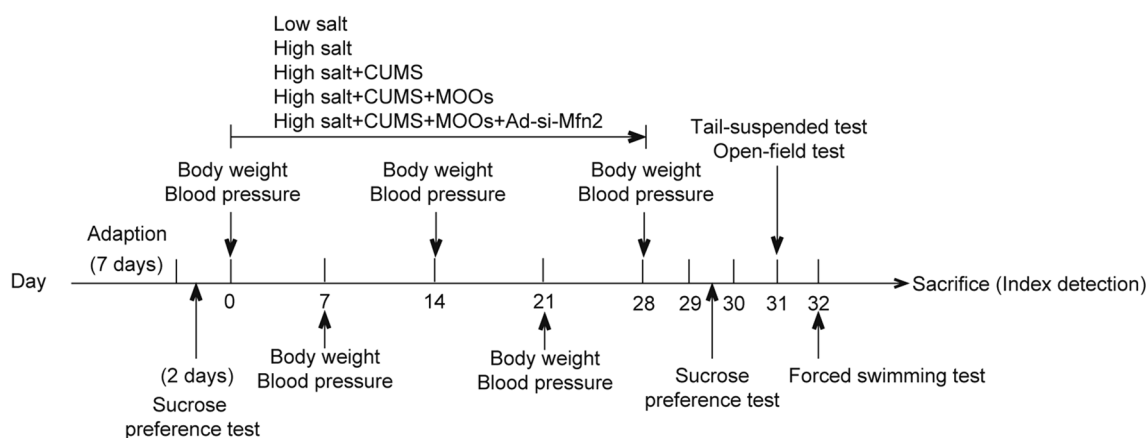 Low salt
High salt
High salt+CUMS
High salt+CUMS+MOOs
High salt+CUMS+MOOs+Ad-si-Mfn2
Tail-suspended test
Open-field test
Body weight
Blood pressure
Body weight
Blood pressure
Body weight
Blood pressure
Adaption
(7 days)
Day
Sacrifice (Index detection)
0
7
14
21
28
29
30
31
32
(2 days)
Sucrose
preference test
Body weight
Blood pressure
Body weight
Blood pressure
Sucrose
preference test
Forced swimming test